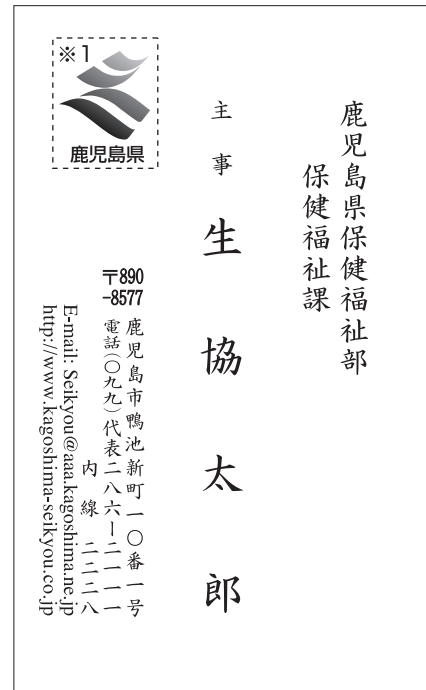 鹿児島県保健福祉部
保健福祉課
主事 生協太郎
〒890
-8577
鹿児島市鴨池新町一〇番一号
電話(〇九九)代表二八六ー二一一一
内線 二二二八
E-mail: Seikyou@aaa.kagoshima.ne.jp
http://www.kagoshima-seikyou.co.jp
※1
鹿児島県